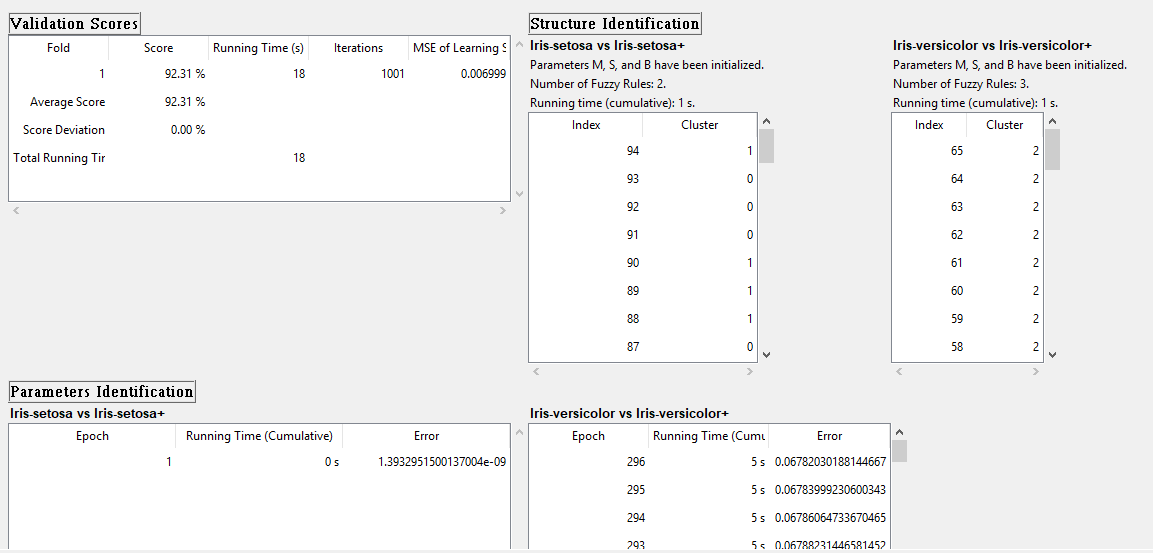 Validation Scores
Fold Score Running Time (s) Iterations MSE of Learning S
1 92.31 % 18 1001 0.006999
Average Score 92.31 %
Score Deviation 0.00 %
Total Running Tir 18
Structure Identification
Iris-setosa vs Iris-setosa+
Parameters M, S, and B have been initialized.
Number of Fuzzy Rules: 2.
Running time (cumulative): 1 s.
Index Cluster
94 1
93 0
92 0
91 0
90 1
89 1
88 1
87 0
Iris-versicolor vs Iris-versicolor+
Parameters M, S, and B have been initialized.
Number of Fuzzy Rules: 3.
Running time (cumulative): 1 s.
Index Cluster
65 2
64 2
63 2
62 2
61 2
60 2
59 2
58 2
Parameters Identification
Iris-setosa vs Iris-setosa+
Epoch Running Time (Cumulative) Error
1 0 s 1.3932951500137004e-09
Iris-versicolor vs Iris-versicolor+
Epoch Running Time (Cumu Error
296 5 s 0.06782030188144667
295 5 s 0.06783999230600343
294 5 s 0.06786064733670465
293 5 s 0.06788231446581452